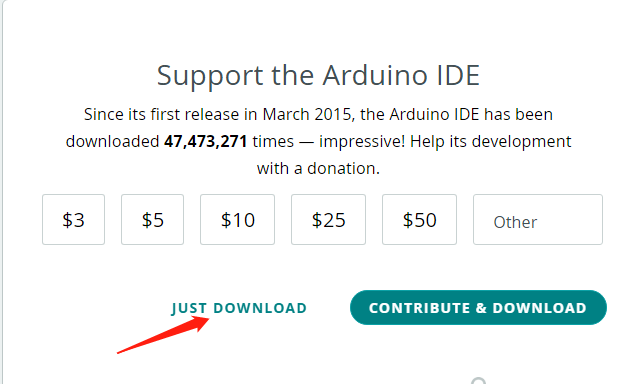 Support the Arduino IDE
Since its first release in March 2015, the Arduino IDE has been
downloaded 47,473,271 times — impressive! Help its development
with a donation.
$3 $5 $10 $25 $50 Other
JUST DOWNLOAD CONTRIBUTE & DOWNLOAD